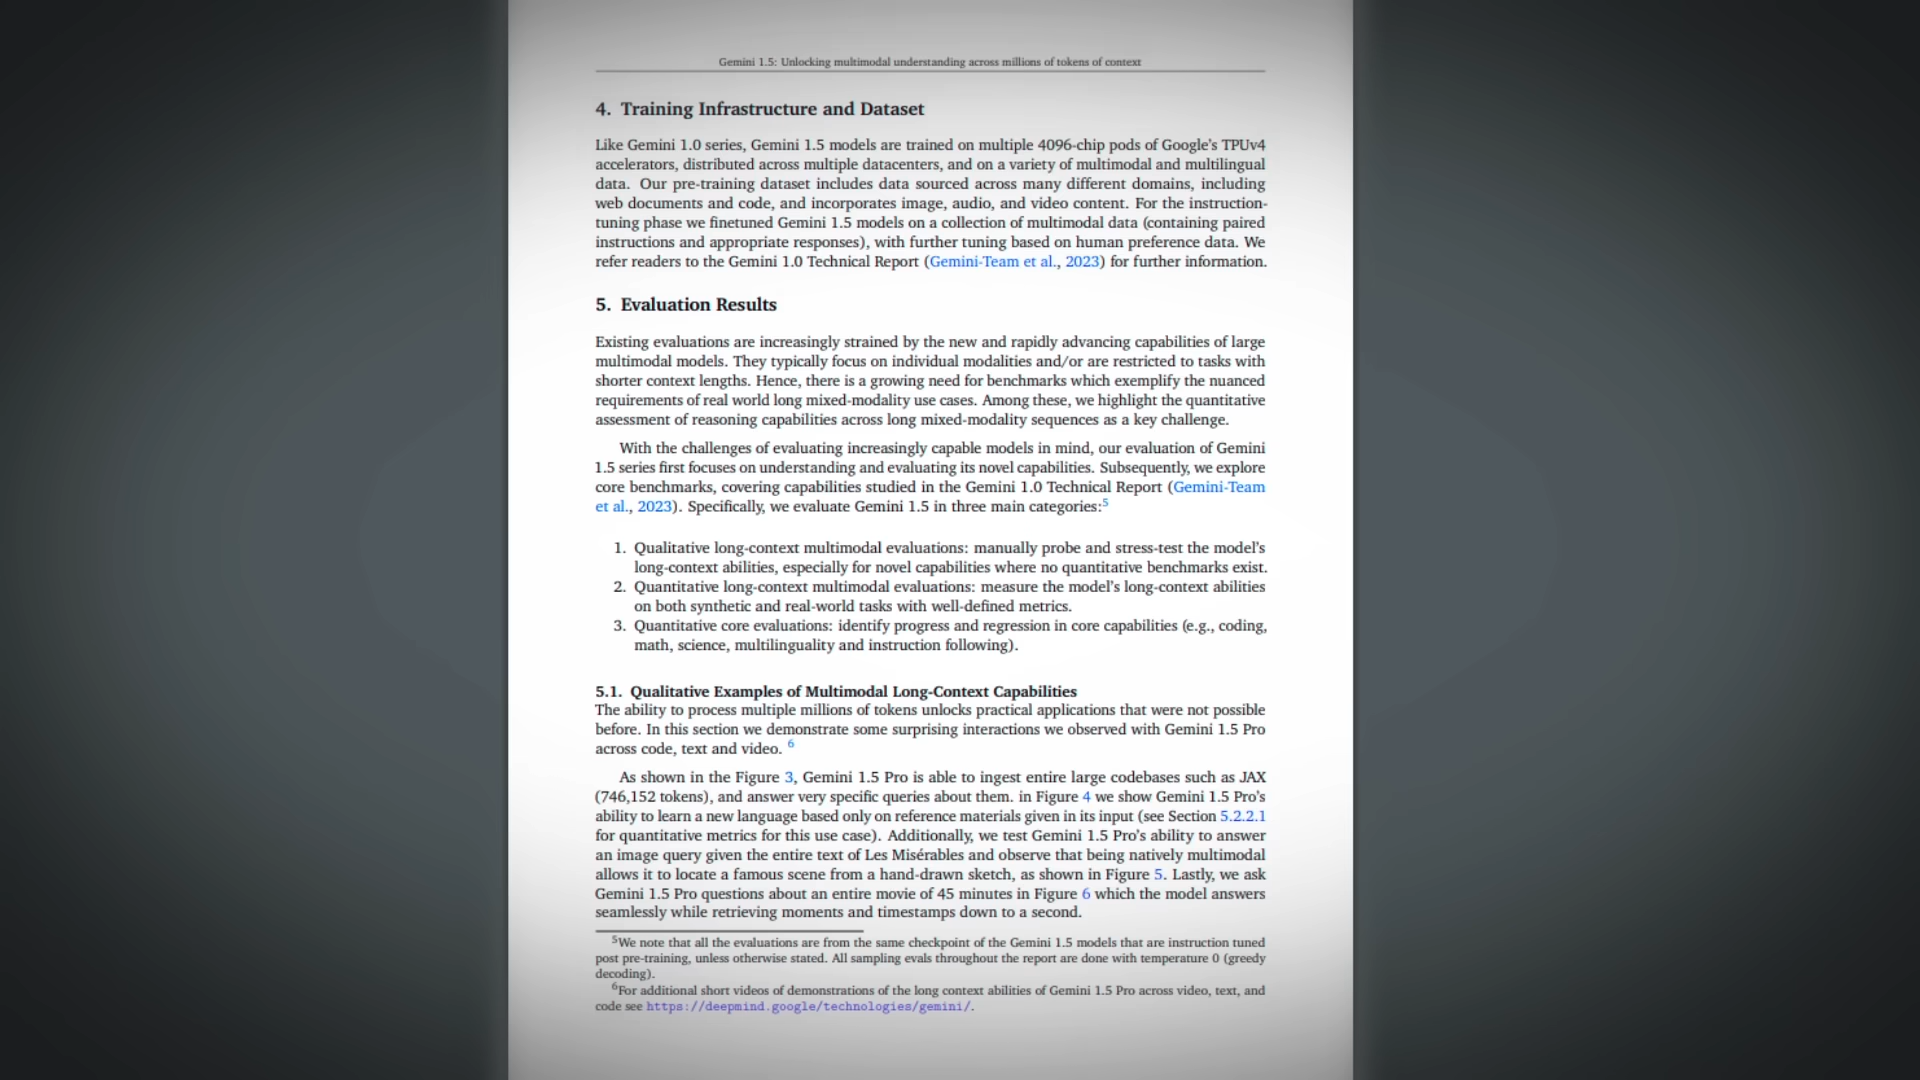 Gemini 1.5: Unlocking multimodal understanding across millions of tokens of context
4. Training Infrastructure and Dataset
Like Gemini 1.0 series, Gemini 1.5 models are trained on multiple 4096-chip pods of Google's TPUv4
accelerators, distributed across multiple datacenters, and on a variety of multimodal and multilingual
data. Our pre-training dataset includes data sourced across many different domains, including
web documents and code, and incorporates image, audio, and video content. For the instruction-
tuning phase we finetuned Gemini 1.5 models on a collection of multimodal data (containing paired
instructions and appropriate responses), with further tuning based on human preference data. We
refer readers to the Gemini 1.0 Technical Report (Gemini-Team et al., 2023) for further information.
5. Evaluation Results
Existing evaluations are increasingly strained by the new and rapidly advancing capabilities of large
multimodal models. They typically focus on individual modalities and/or are restricted to tasks with
shorter context lengths. Hence, there is a growing need for benchmarks which exemplify the nuanced
requirements of real world long mixed-modality use cases. Among these, we highlight the quantitative
assessment of reasoning capabilities across long mixed-modality sequences as a key challenge.
With the challenges of evaluating increasingly capable models in mind, our evaluation of Gemini
1.5 series first focuses on understanding and evaluating its novel capabilities. Subsequently, we explore
core benchmarks, covering capabilities studied in the Gemini 1.0 Technical Report (Gemini-Team
et al., 2023). Specifically, we evaluate Gemini 1.5 in three main categories:5
1. Qualitative long-context multimodal evaluations: manually probe and stress-test the model's
long-context abilities, especially for novel capabilities where no quantitative benchmarks exist.
2. Quantitative long-context multimodal evaluations: measure the model's long-context abilities
on both synthetic and real-world tasks with well-defined metrics.
3. Quantitative core evaluations: identify progress and regression in core capabilities (e.g., coding,
math, science, multilinguality and instruction following).
5.1. Qualitative Examples of Multimodal Long-Context Capabilities
The ability to process multiple millions of tokens unlocks practical applications that were not possible
before. In this section we demonstrate some surprising interactions we observed with Gemini 1.5 Pro
across code, text and video. 6
As shown in the Figure 3, Gemini 1.5 Pro is able to ingest entire large codebases such as JAX
(746,152 tokens), and answer very specific queries about them. in Figure 4 we show Gemini 1.5 Pro's
ability to learn a new language based only on reference materials given in its input (see Section 5.2.2.1
for quantitative metrics for this use case). Additionally, we test Gemini 1.5 Pro's ability to answer
an image query given the entire text of Les Misérables and observe that being natively multimodal
allows it to locate a famous scene from a hand-drawn sketch, as shown in Figure 5. Lastly, we ask
Gemini 1.5 Pro questions about an entire movie of 45 minutes in Figure 6 which the model answers
seamlessly while retrieving moments and timestamps down to a second.
5We note that all the evaluations are from the same checkpoint of the Gemini 1.5 models that are instruction tuned
post pre-training, unless otherwise stated. All sampling evals throughout the report are done with temperature 0 (greedy
decoding).
6For additional short videos of demonstrations of the long context abilities of Gemini 1.5 Pro across video, text, and
code see https://deepmind.google/technologies/gemini/.